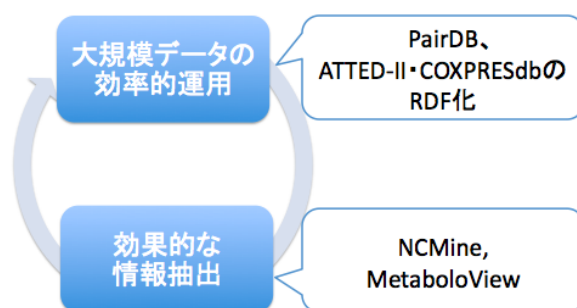 大規模データの
効率的運用
PairDB、
ATTED-II・COXPRESdbの
RDF化
効果的な
情報抽出
NCMine,
MetaboloView